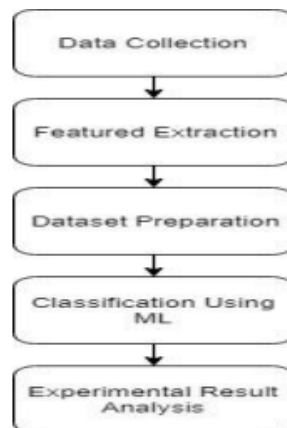 Data Collection
Featured Extraction
Dataset Preparation
Classification Using
ML
Experimental Result
Analysis